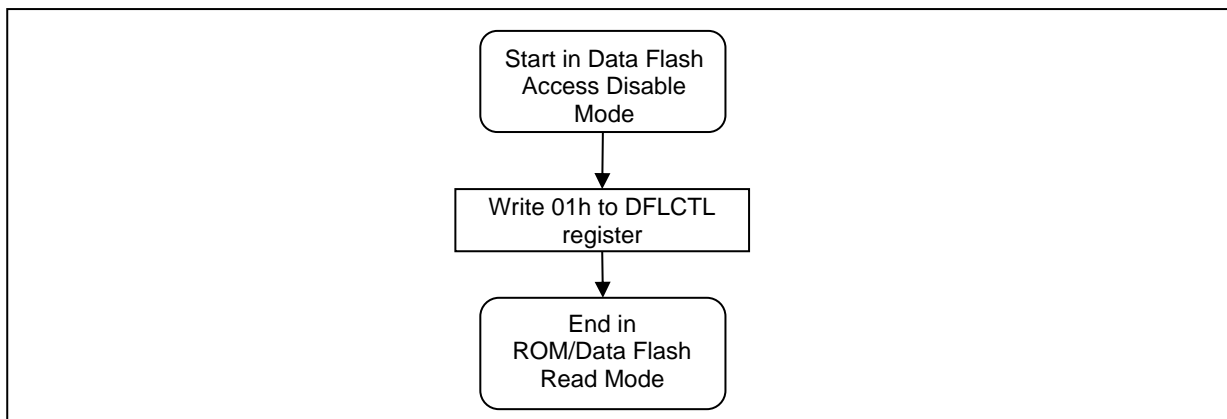 Start in Data Flash
Access Disable
Mode
Write 01h to DFLCTL
register
End in
ROM/Data Flash
Read Mode